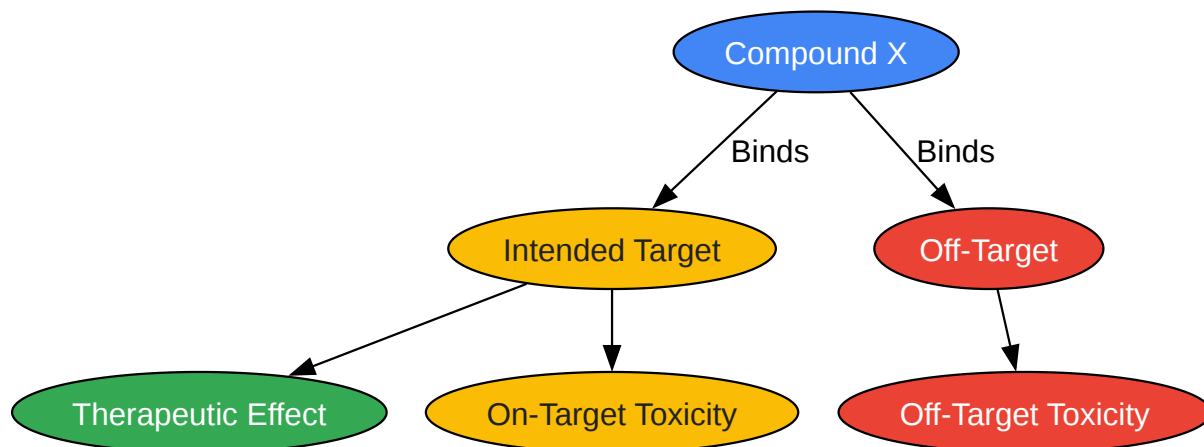 Compound X
Binds
Binds
Intended Target
Off-Target
Therapeutic Effect
On-Target Toxicity
Off-Target Toxicity